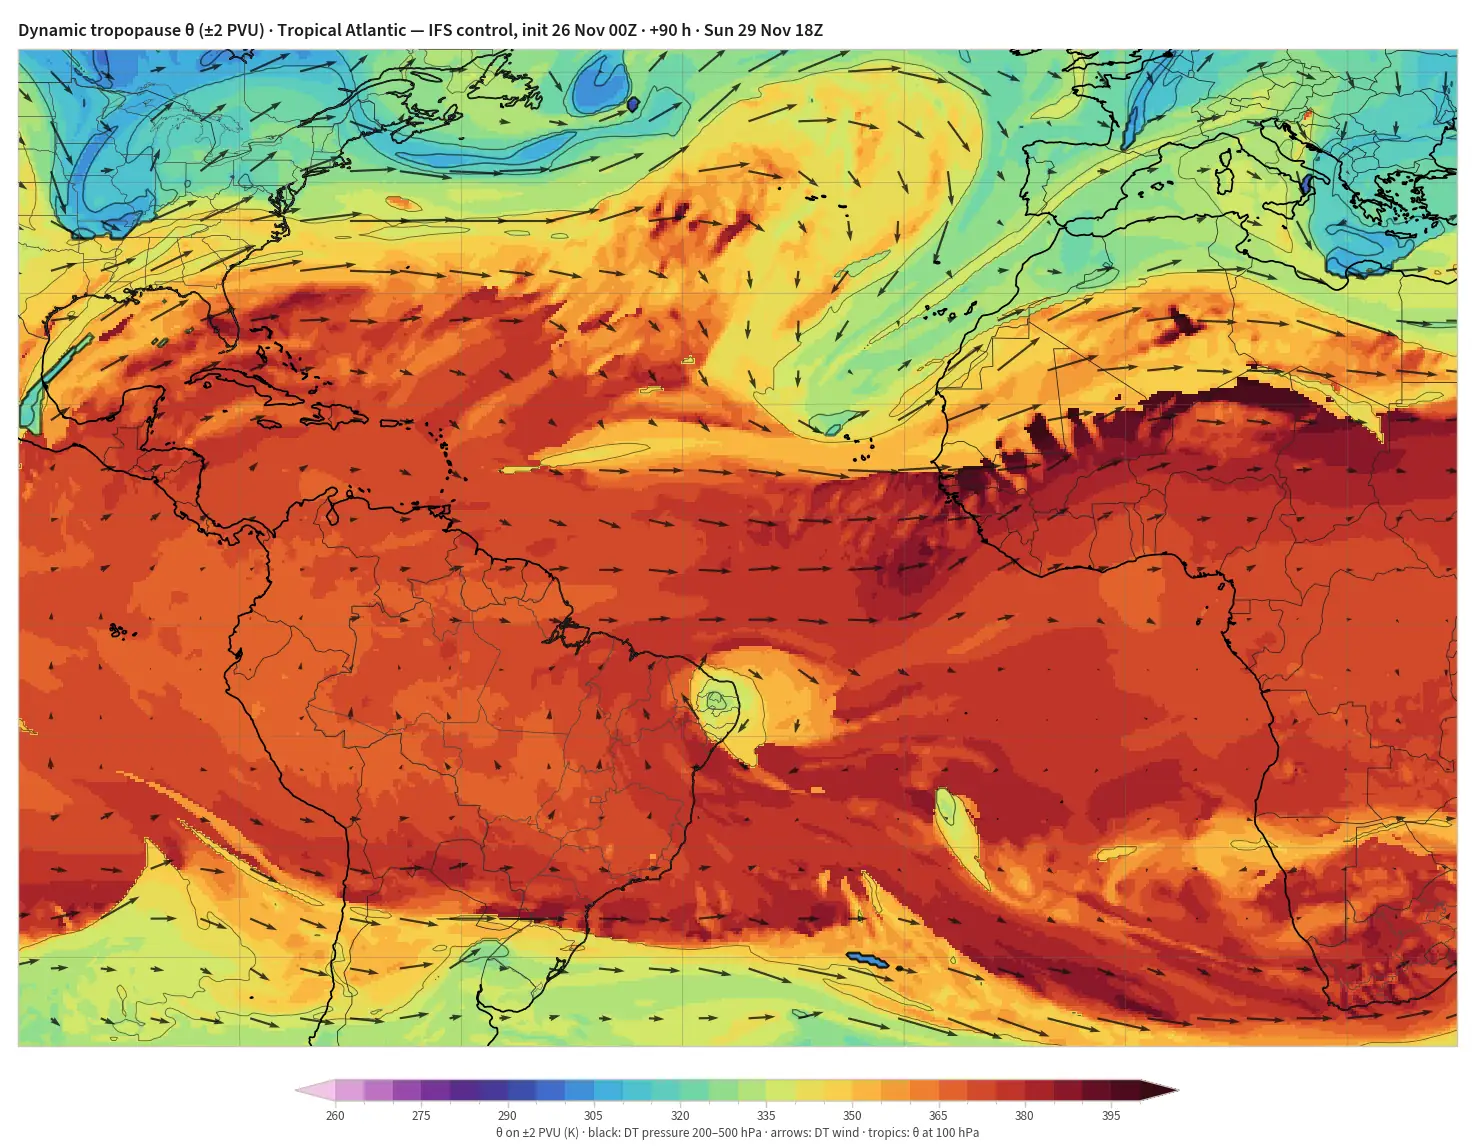 Dynamic tropopause θ (±2 PVU) · Tropical Atlantic — IFS control, init 26 Nov 00Z · +90 h · Sun 29 Nov 18Z
260 275 290 305 320 335 350 365 380 395
θ on ±2 PVU (K) · black: DT pressure 200–500 hPa · arrows: DT wind · tropics: θ at 100 hPa